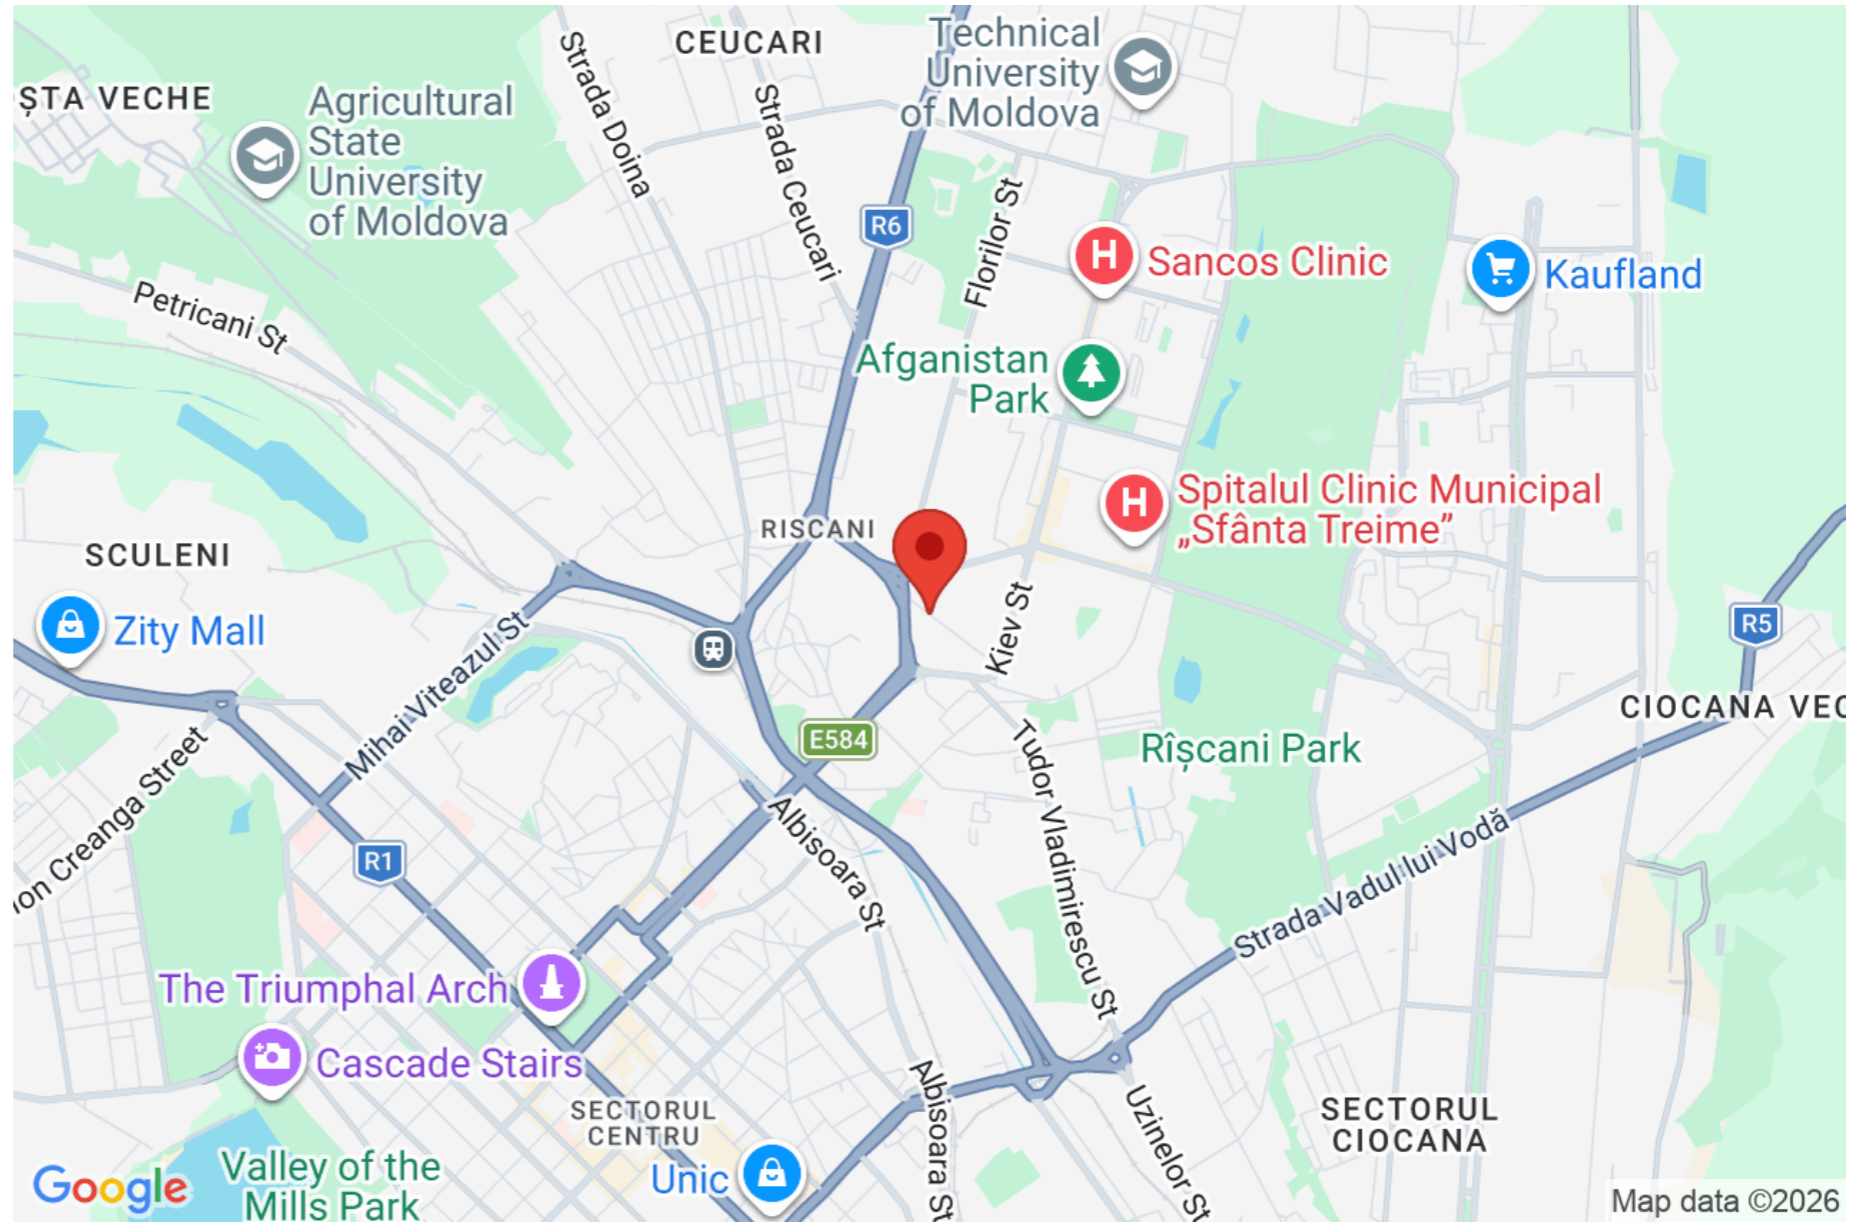 CEUCARI
Technical
University
of Moldova
ȘTA VECHE
Agricultural
State
University
of Moldova
Strada Doina
Strada Ceucari
R6
Florilor St
Sancos Clinic
Kaufland
Petricani St
Afganistan
Park
Spitalul Clinic Municipal
„Sfânta Treime”
RISCANI
SCULENI
Zity Mall
Mihai Viteazul St
Kiev St
R5
CIOCANA VEC
E584
Rîșcani Park
Tudor Vladimirescu St
Ion Creanga Street
R1
Albisoara St
Strada Vadul lui Vodă
The Triumphal Arch
Cascade Stairs
SECTORUL
CENTRU
Albisoara St
Uzinelor St
SECTORUL
CIOCANA
Valley of the
Mills Park
Unic
Google
Map data ©2026